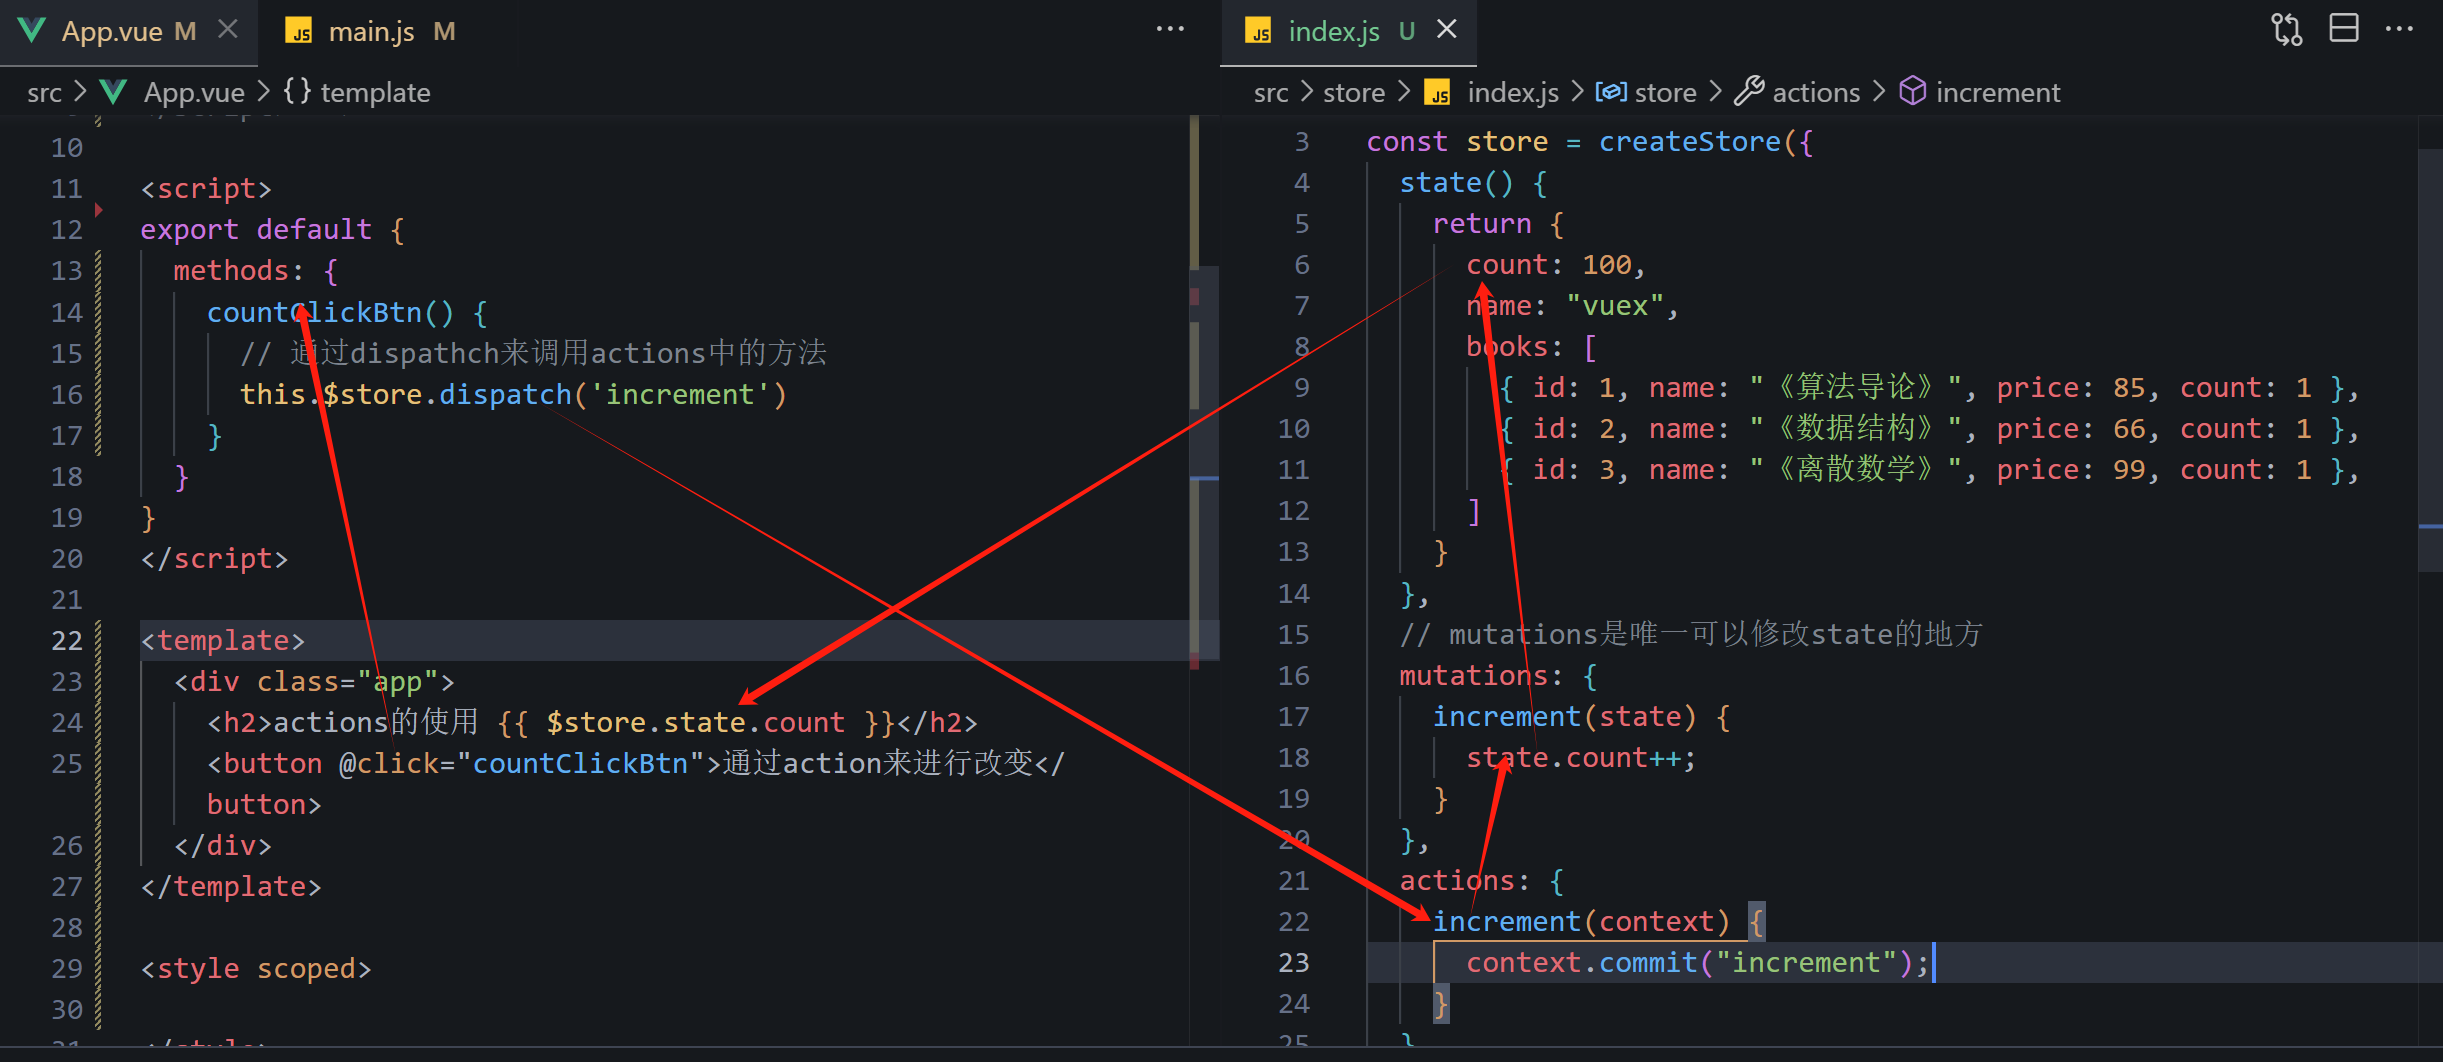 App.vue M
main.js M
src > App.vue > {} template
10
11 <script>
12 export default {
13 methods: {
14 countClickBtn() {
15 // 通过dispathch来调用actions中的方法
16 this.$store.dispatch('increment')
17 }
18 }
19 }
20 </script>
21
22 <template>
23 <div class="app">
24 <h2>actions的使用 {{ $store.state.count }}</h2>
25 <button @click="countClickBtn">通过action来进行改变</
button>
26 </div>
27 </template>
28
29 <style scoped>
30
31 </style>
JS index.js U
src > store > JS index.js > store > actions > increment
3 const store = createStore({
4 state() {
5 return {
6 count: 100,
7 name: "vuex",
8 books: [
9 { id: 1, name: "《算法导论》", price: 85, count: 1 },
10 { id: 2, name: "《数据结构》", price: 66, count: 1 },
11 { id: 3, name: "《离散数学》", price: 99, count: 1 },
12 ]
13 }
14 },
15 // mutations是唯一可以修改state的地方
16 mutations: {
17 increment(state) {
18 state.count++;
19 }
20 },
21 actions: {
22 increment(context) {
23 context.commit("increment");
24 }
25 }